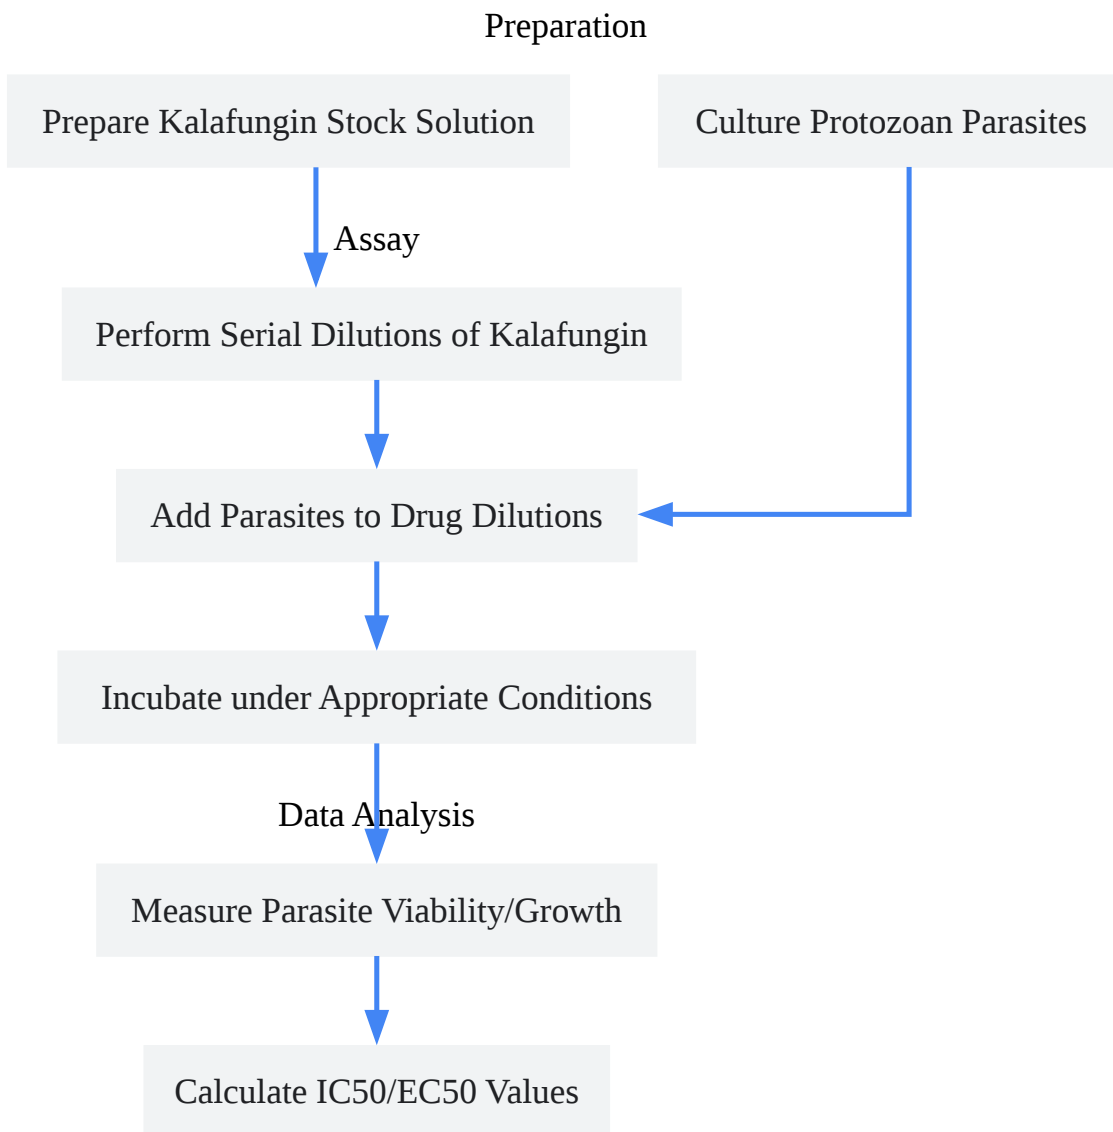 Preparation
Prepare Kalafungin Stock Solution
Culture Protozoan Parasites
Assay
Perform Serial Dilutions of Kalafungin
Add Parasites to Drug Dilutions
Incubate under Appropriate Conditions
Data Analysis
Measure Parasite Viability/Growth
Calculate IC50/EC50 Values